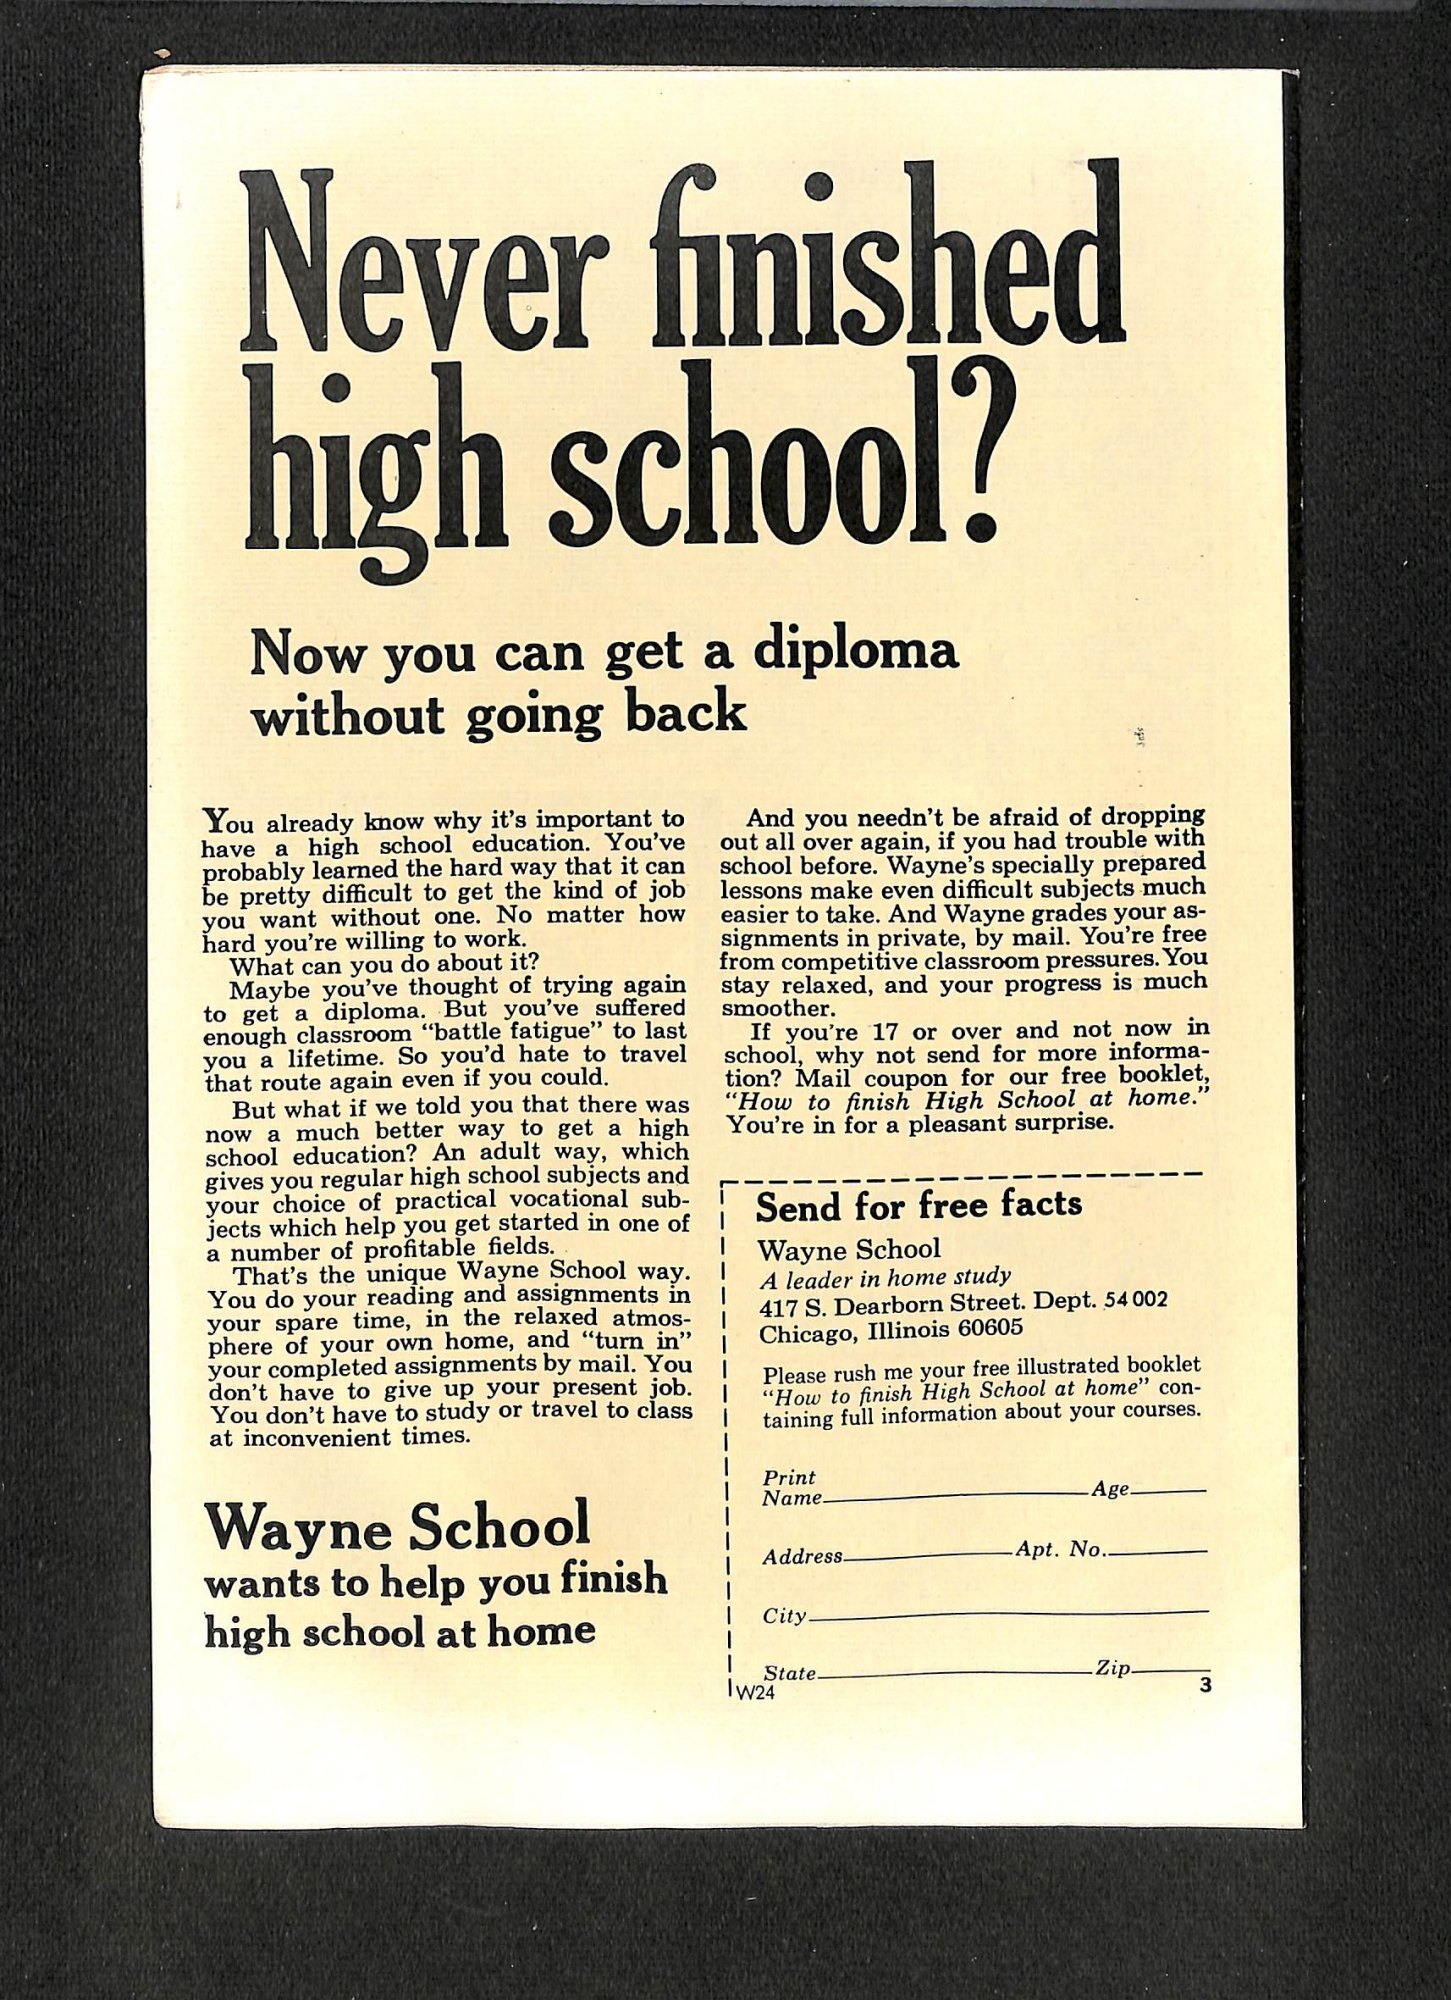 Never finished
high school?
Now you can get a diploma
without going back
You already know why it's important to
have a high school education. You've
probably learned the hard way that it can
be pretty difficult to get the kind of job
you want without one. No matter how
hard you're willing to work.
What can you do about it?
Maybe you've thought of trying again
to get a diploma. But you've suffered
enough classroom "battle fatigue" to last
you a lifetime. So you'd hate to travel
that route again even if you could.
But what if we told you that there was
now a much better way to get a high
school education? An adult way, which
gives you regular high school subjects and
your choice of practical vocational sub-
jects which help you get started in one of
a number of profitable fields.
That's the unique Wayne School way.
You do your reading and assignments in
your spare time, in the relaxed atmos-
phere of your own home, and "turn in"
your completed assignments by mail. You
don't have to give up your present job.
You don't have to study or travel to class
at inconvenient times.
Wayne School
wants to help you finish
high school at home
And you needn't be afraid of dropping
out all over again, if you had trouble with
school before. Wayne's specially prepared
lessons make even difficult subjects much
easier to take. And Wayne grades your as-
signments in private, by mail. You're free
from competitive classroom pressures. You
stay relaxed, and your progress is much
smoother.
If you're 17 or over and not now in
school, why not send for more informa-
tion? Mail coupon for our free booklet,
"How to finish High School at home."
You're in for a pleasant surprise.
Send for free facts
Wayne School
A leader in home study
417 S. Dearborn Street. Dept. 54 002
Chicago, Illinois 60605
Please rush me your free illustrated booklet
"How to finish High School at home" con-
taining full information about your courses.
Print
Name Age
Address Apt. No.
City
State Zip
W24 3